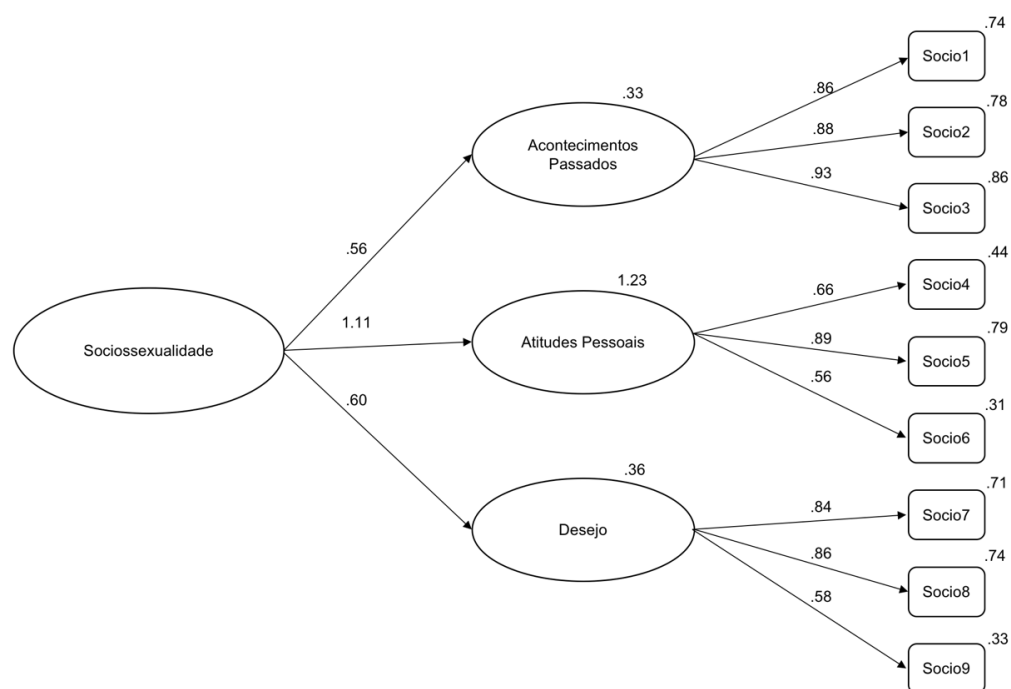 .74
Socio1
.86
.33
.78
Socio2
.88
Acontecimentos
Passados
.93
.86
Socio3
.56
.44
Socio4
.66
1.23
.79
Socio5
.89
1.11
Atitudes Pessoais
Sociossexualidade
.56
.31
Socio6
.60
.36
.71
Socio7
.84
Desejo
.74
Socio8
.86
.58
.33
Socio9